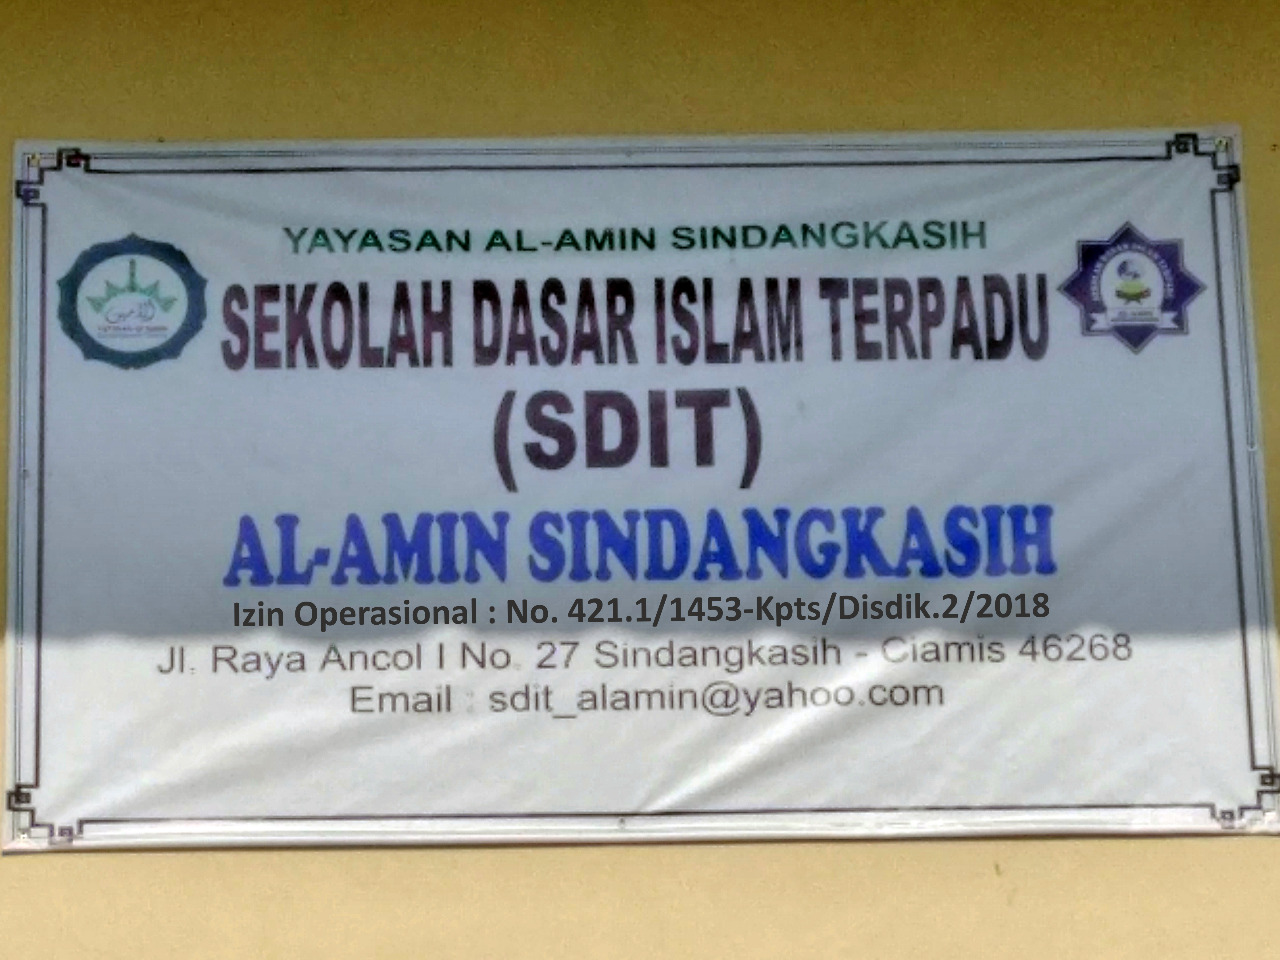 YAYASAN AL-AMIN SINDANGKASIH
SEKOLAH DASAR ISLAM TERPADU
(SDIT)
AL-AMIN SINDANGKASIH
Izin Operasional : No. 421.1/1453-Kpts/Disdik.2/2018
Jl. Raya Ancol I No. 27 Sindangkasih - Ciamis 46268
Email : sdit_alamin@yahoo.com